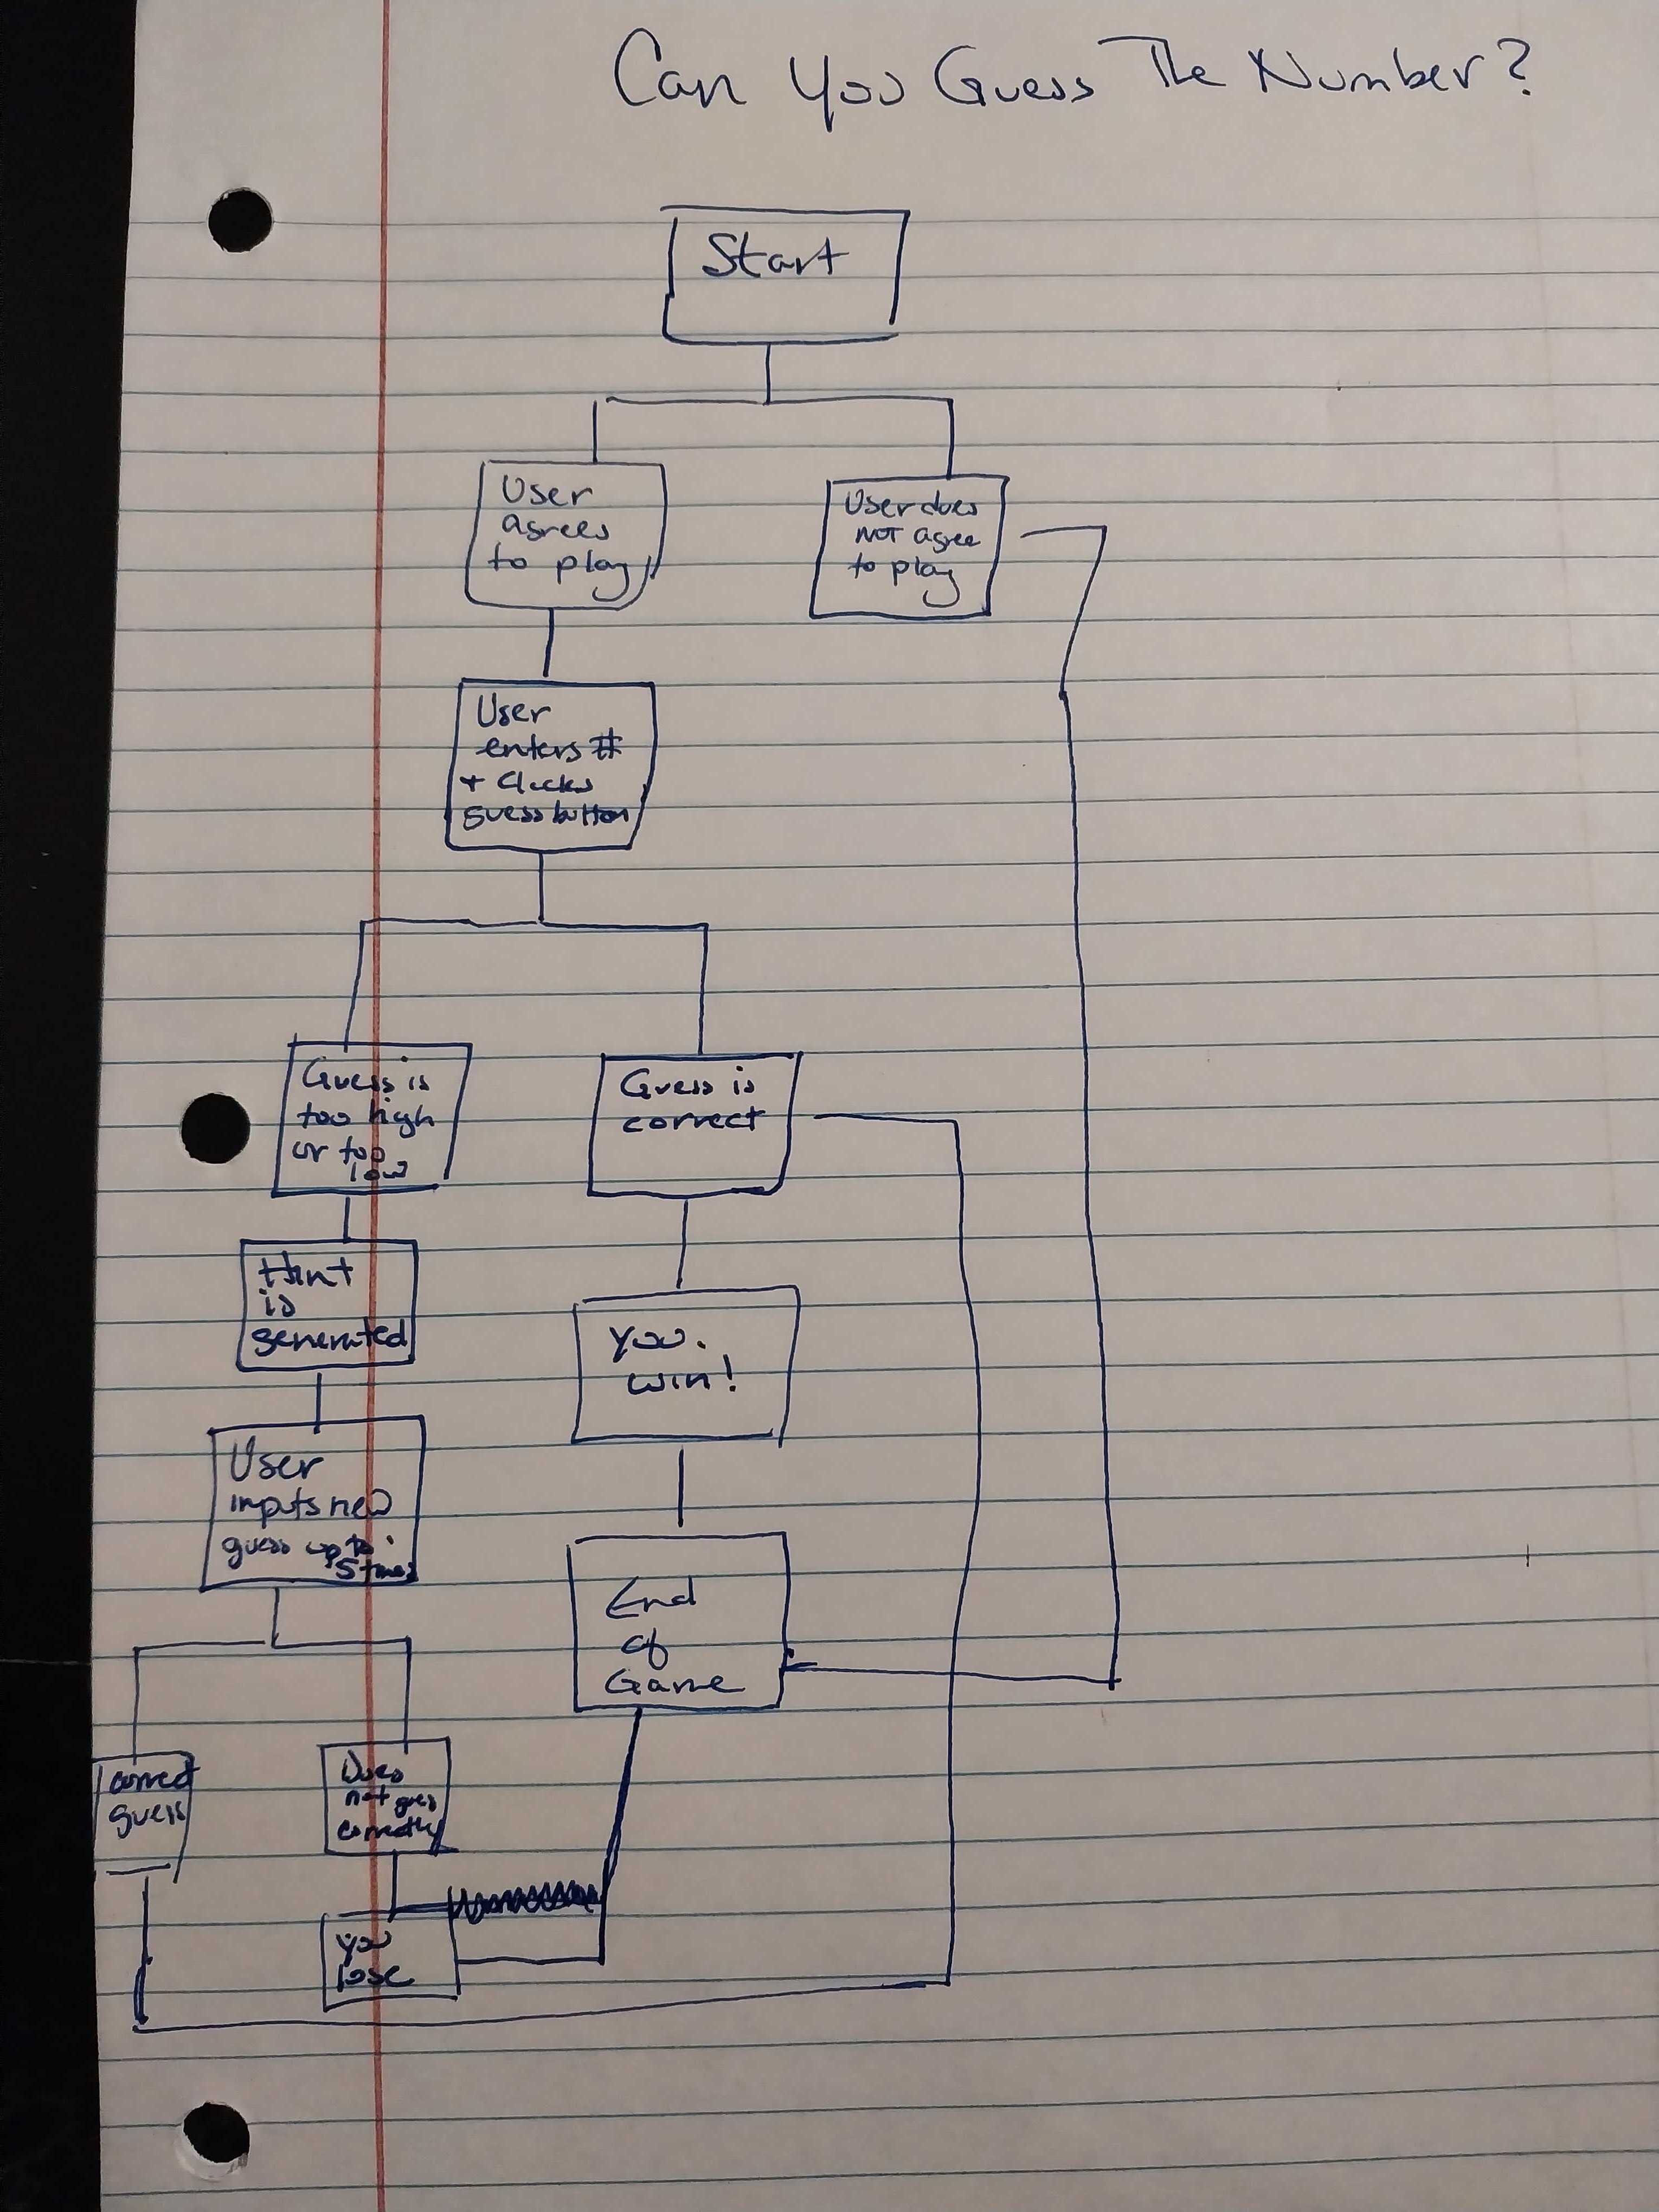 Can You Guess The Number?
Start
User
agrees
to play
User does
NOT agree
to play
User
enters #
+ Clicks
guess button
Guess is
too high
or too
low
Guess is
correct
Hint
is
generated
You
win!
User
inputs new
guess up to
5 times
End
of
Game
correct
guess
Does
not guess
correctly
you
lose